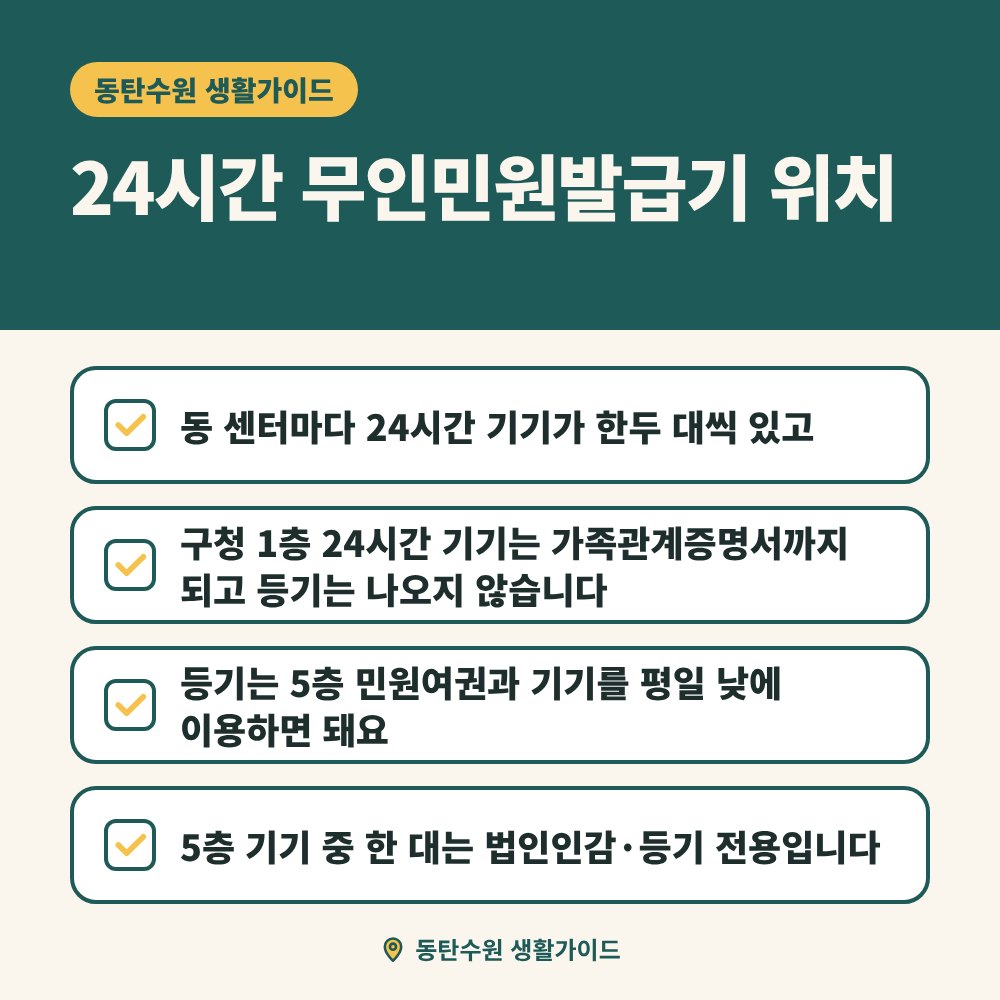 동탄수원 생활가이드
24시간 무인민원발급기 위치
동 센터마다 24시간 기기가 한두 대씩 있고
구청 1층 24시간 기기는 가족관계증명서까지
되고 등기는 나오지 않습니다
등기는 5층 민원여권과 기기를 평일 낮에
이용하면 돼요
5층 기기 중 한 대는 법인인감·등기 전용입니다
동탄수원 생활가이드